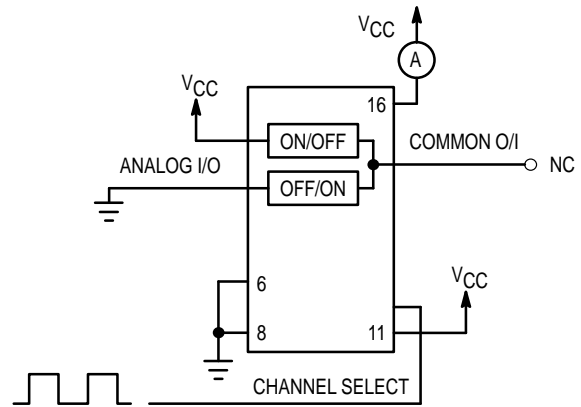 VCC
A
VCC
16
ON/OFF
COMMON O/I
NC
ANALOG I/O
OFF/ON
VCC
6
8
11
CHANNEL SELECT